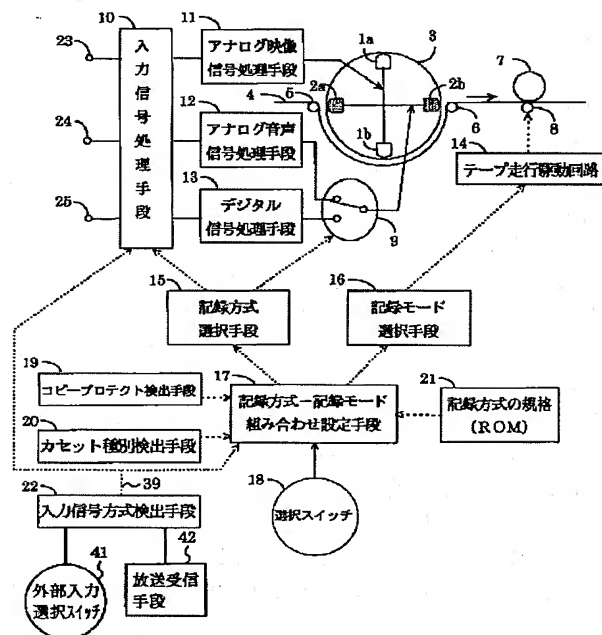 10
11
1a
3
7
23
入力信号処理手段
アナログ映像
信号処理手段
2a
2b
4
5
12
6
8
24
アナログ音声
信号処理手段
1b
14
テープ走行駆動回路
13
25
デジタル
信号処理手段
9
15
記録方式
選択手段
16
記録モード
選択手段
19
コピープロテクト検出手段
17
記録方式−記録モード
組み合わせ設定手段
21
記録方式の規格
(ROM)
20
カセット種別検出手段
39
22
入力信号方式検出手段
18
選択スイッチ
41
外部入力
選択スイッチ
42
放送受信
手段